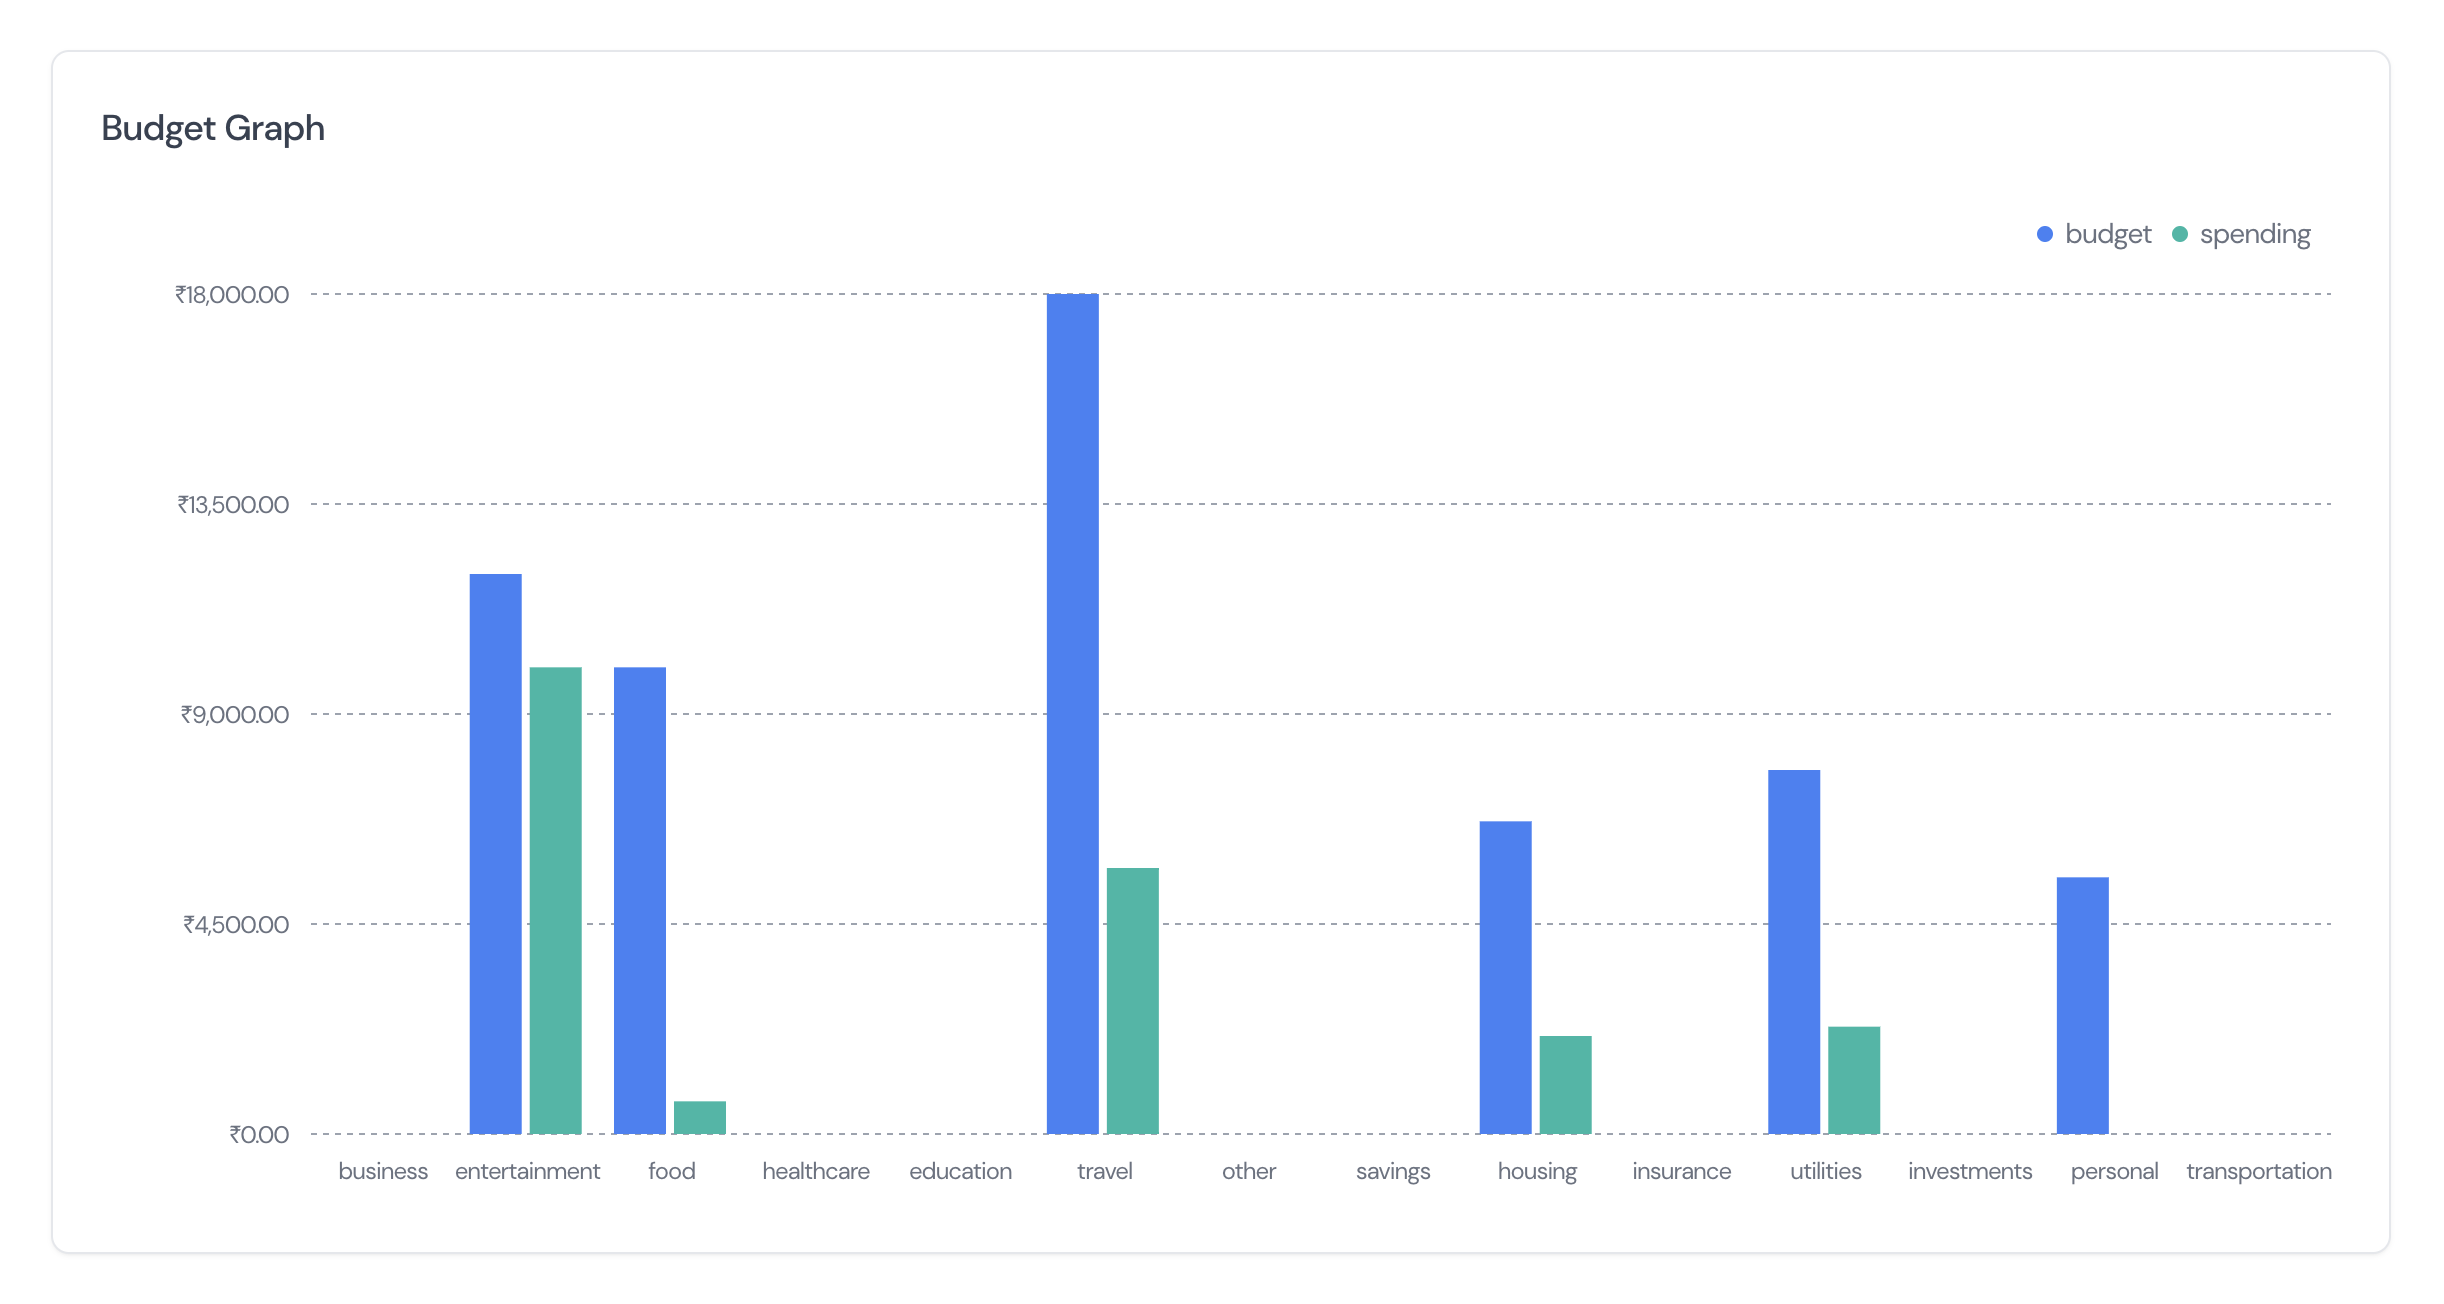 Budget Graph
budget spending
₹18,000.00
₹13,500.00
₹9,000.00
₹4,500.00
₹0.00
business entertainment food healthcare education travel other savings housing insurance utilities investments personal transportation